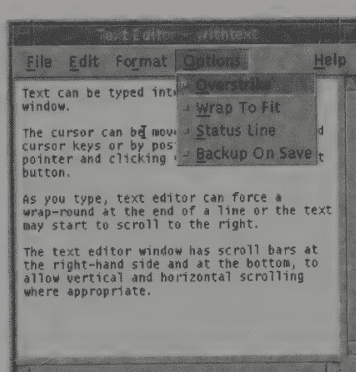 Text Editor - withtext
File Edit Format Options Help
Overstrike
Wrap To Fit
Status Line
Backup On Save
Text can be typed int
window.
The cursor can be mov d
cursor keys or by pos
pointer and clicking t
button.
As you type, text editor can force a
wrap-round at the end of a line or the text
may start to scroll to the right.
The text editor window has scroll bars at
the right-hand side and at the bottom, to
allow vertical and horizontal scrolling
where appropriate.